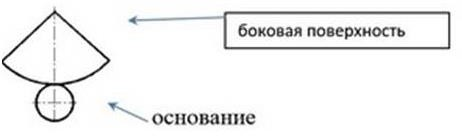 боковая поверхность
основание